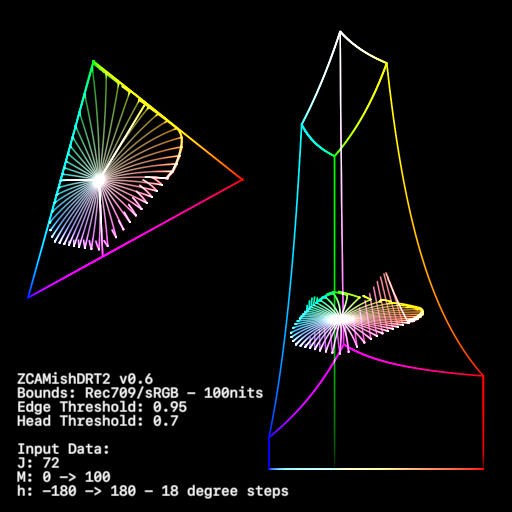 ZCAMishDRT2 v0.6
Bounds: Rec709/sRGB - 100nits
Edge Threshold: 0.95
Head Threshold: 0.7
Input Data:
J: 72
M: 0 -> 100
h: -180 -> 180 - 18 degree steps